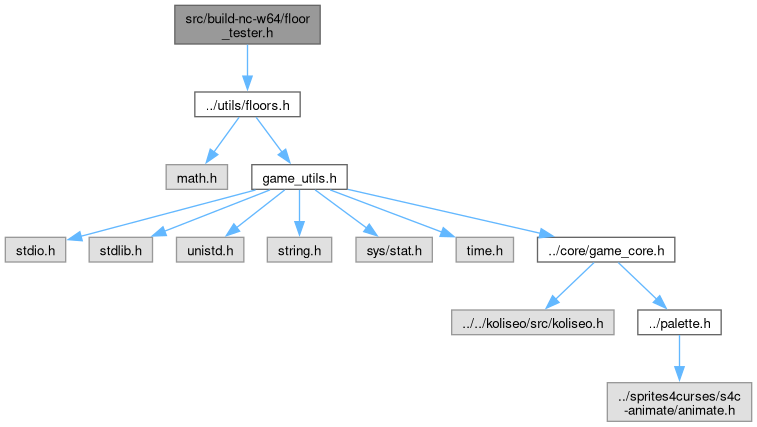 src/build-nc-w64/floor
_tester.h
../utils/floors.h
math.h
game_utils.h
stdio.h
stdlib.h
unistd.h
string.h
sys/stat.h
time.h
../core/game_core.h
../../koliseo/src/koliseo.h
../palette.h
../sprites4curses/s4c
-animate/animate.h